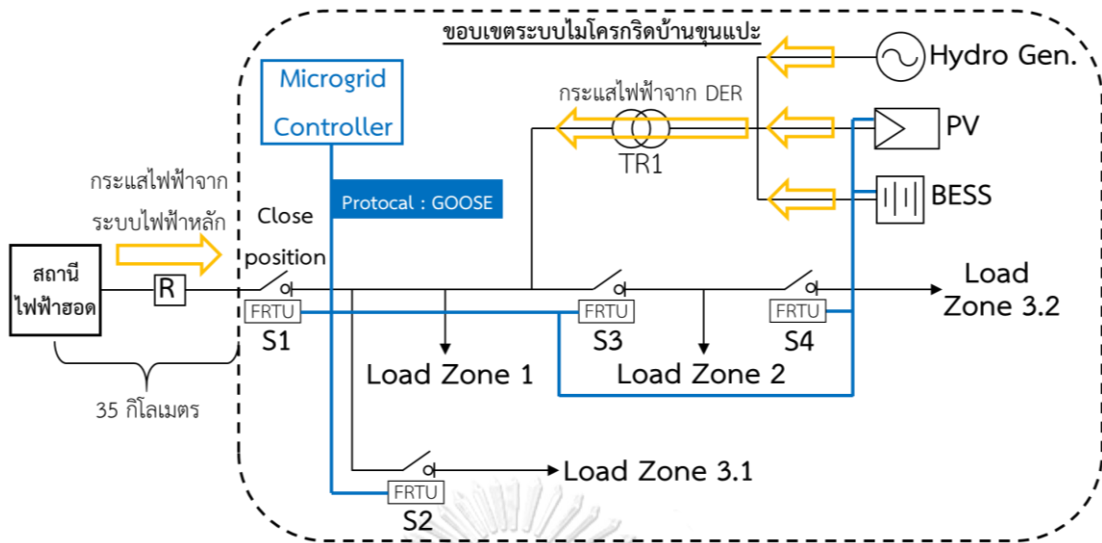 ขอบเขตระบบไมโครกริดบ้านขุนแปะ
Microgrid
Controller
Protocal : GOOSE
กระแสไฟฟ้าจาก DER
TR1
Hydro Gen.
PV
BESS
กระแสไฟฟ้าจาก
ระบบไฟฟ้าหลัก
Close
position
สถานี
ไฟฟ้าฮอด
R
FRTU
S1
FRTU
S3
FRTU
S4
Load
Zone 3.2
Load Zone 1
Load Zone 2
35 กิโลเมตร
Load Zone 3.1
FRTU
S2